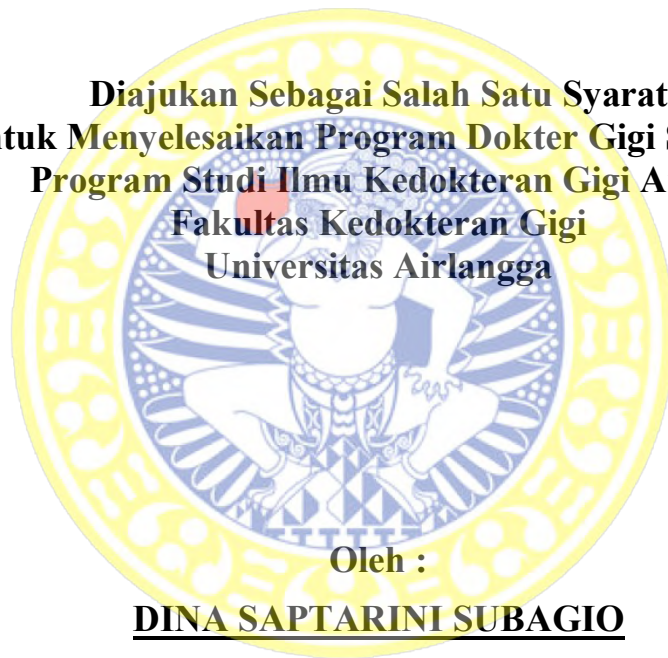 Diajukan Sebagai Salah Satu Syarat
ntuk Menyelesaikan Program Dokter Gigi S
Program Studi Ilmu Kedokteran Gigi A
Fakultas Kedokteran Gigi
Universitas Airlangga
Oleh :
DINA SAPTARINI SUBAGIO